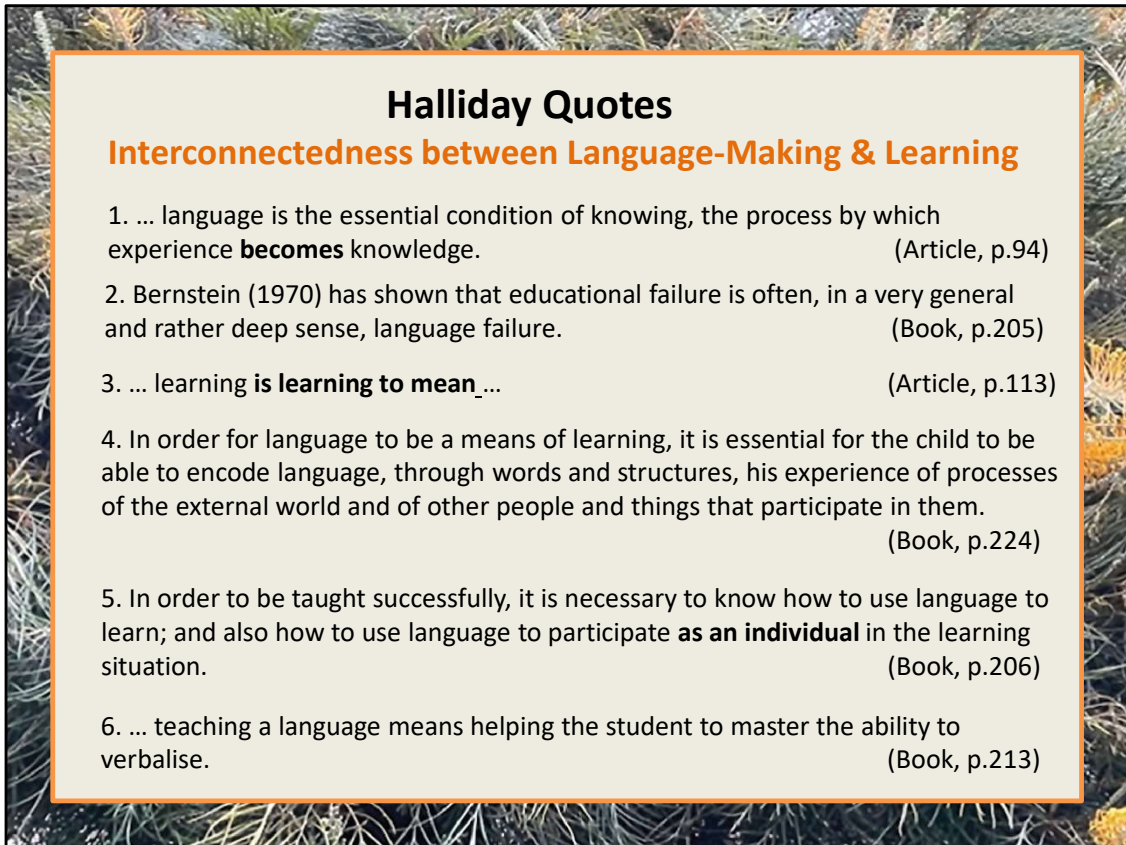 Halliday Quotes
Interconnectedness between Language-Making & Learning
1. … language is the essential condition of knowing, the process by which
experience becomes knowledge. (Article, p.94)
2. Bernstein (1970) has shown that educational failure is often, in a very general
and rather deep sense, language failure. (Book, p.205)
3. … learning is learning to mean … (Article, p.113)
4. In order for language to be a means of learning, it is essential for the child to be
able to encode language, through words and structures, his experience of processes
of the external world and of other people and things that participate in them.
(Book, p.224)
5. In order to be taught successfully, it is necessary to know how to use language to
learn; and also how to use language to participate as an individual in the learning
situation. (Book, p.206)
6. … teaching a language means helping the student to master the ability to
verbalise. (Book, p.213)